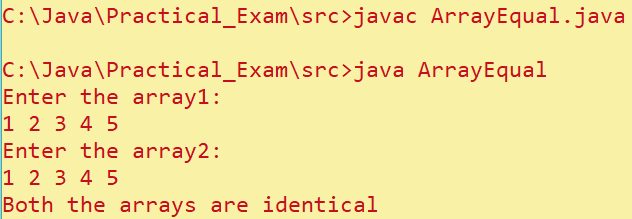 C:\Java\Practical_Exam\src>javac ArrayEqual.java
C:\Java\Practical_Exam\src>java ArrayEqual
Enter the array1:
1 2 3 4 5
Enter the array2:
1 2 3 4 5
Both the arrays are identical